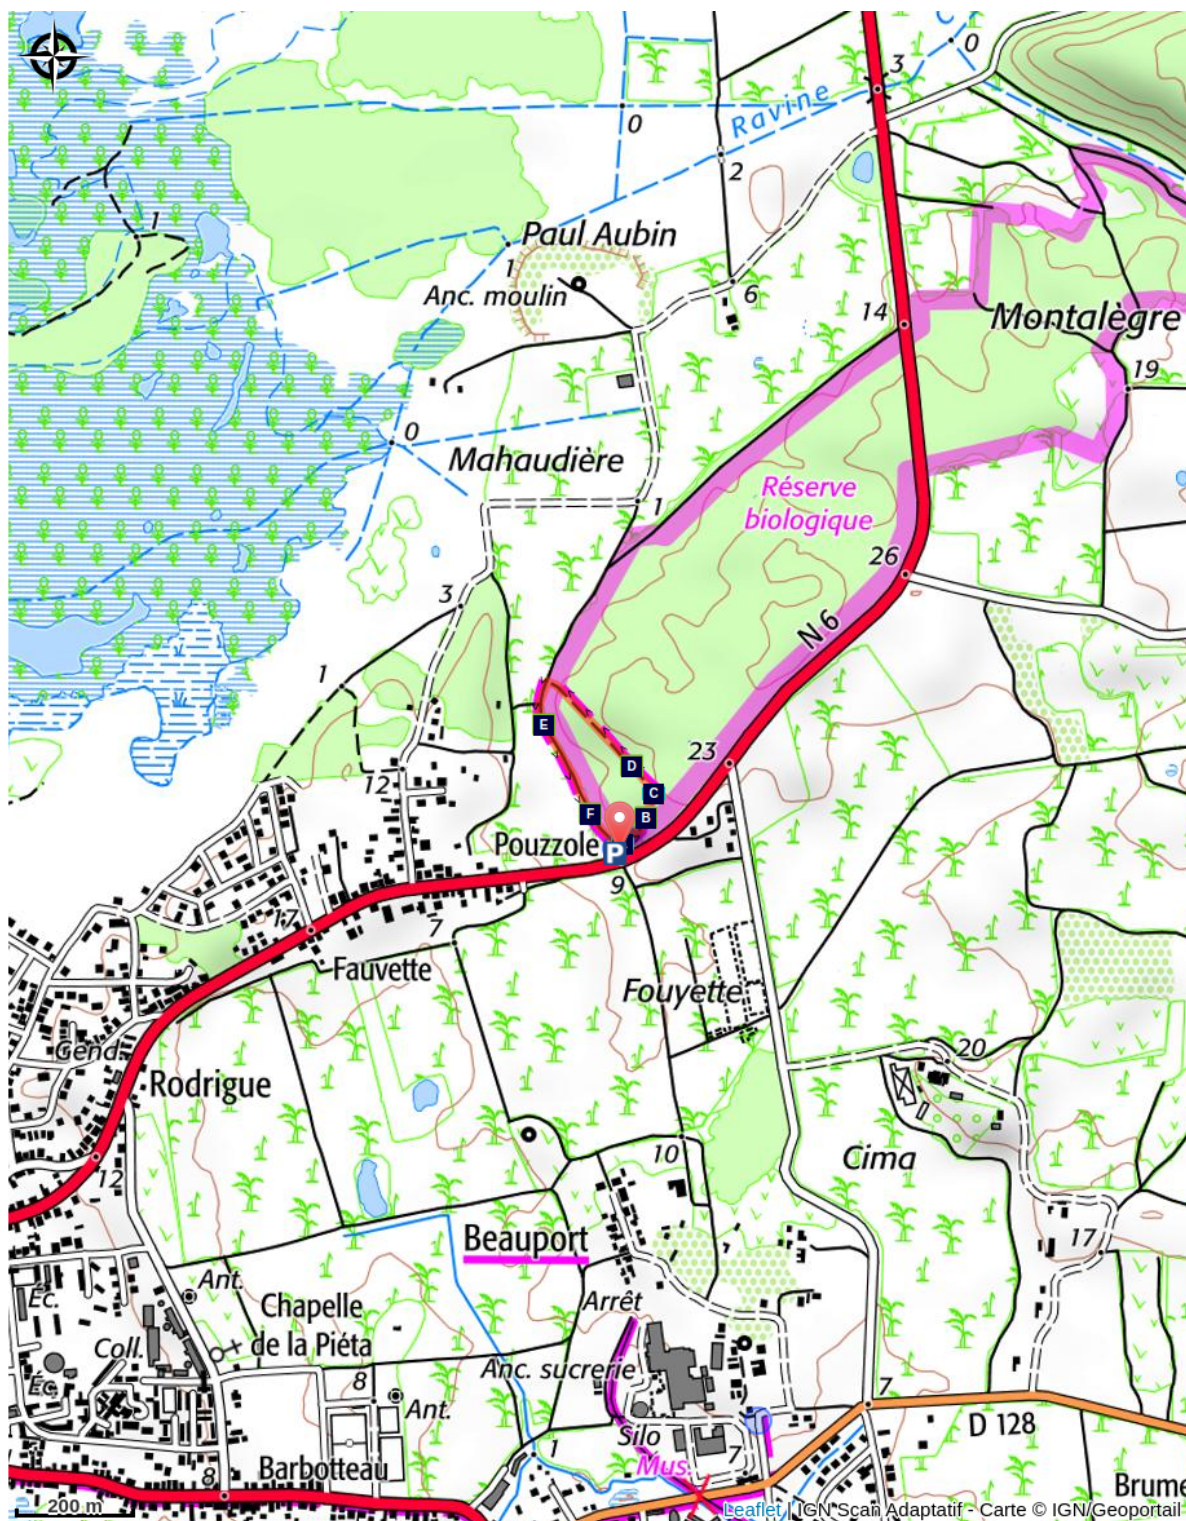 0
3
0
Ravine
2
1
Paul Aubin
1
Anc. moulin
6
14
Montalègre
19
0
Mahaudière
Réserve
biologique
1
26
3
N 6
1
E
23
D
12
C
F
B
Pouzzole
P
9
17
7
Fauvette
Fouyette
Gend.
20
Rodrigue
10
Cima
12
17
Beauport
Ant.
Éc.
Arrêt
Chapelle
de la Piéta
Coll.
Anc. sucrerie
Éc.
8
7
Ant.
D 128
Silo
1
7
Barbotteau
Mus.
8
Brume
200 m
Leaflet | IGN Scan Adaptatif - Carte © IGN/Geoportail